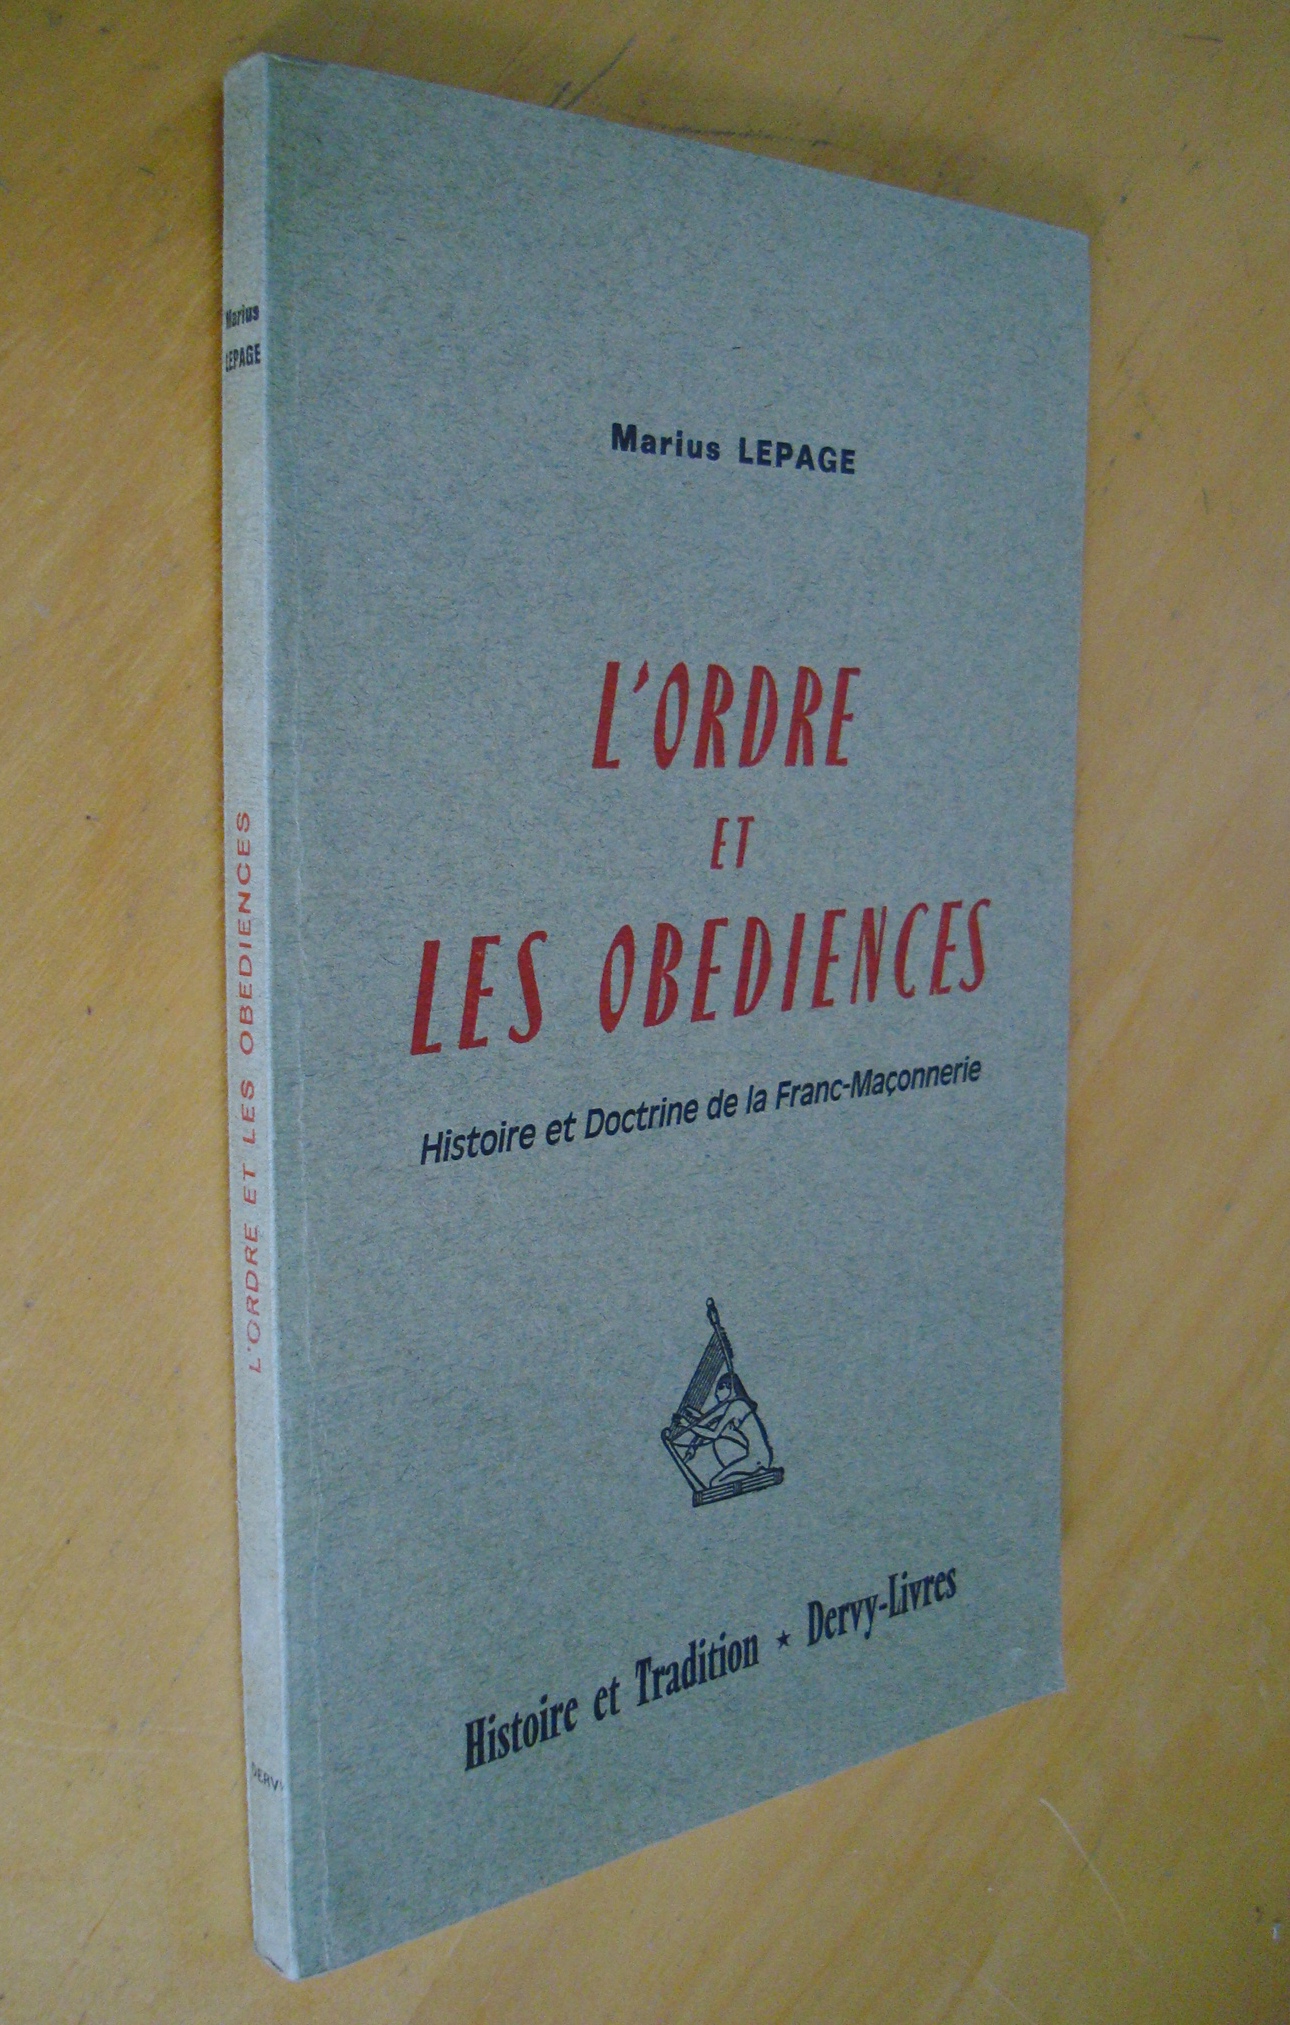 Marius
LEPAGE
L'ORDRE ET LES OBEDIENCES
DERVY
Marius LEPAGE
L'ORDRE
ET
LES OBEDIENCES
Histoire et Doctrine de la Franc-Maçonnerie
Histoire et Tradition ★ Dervy-Livres